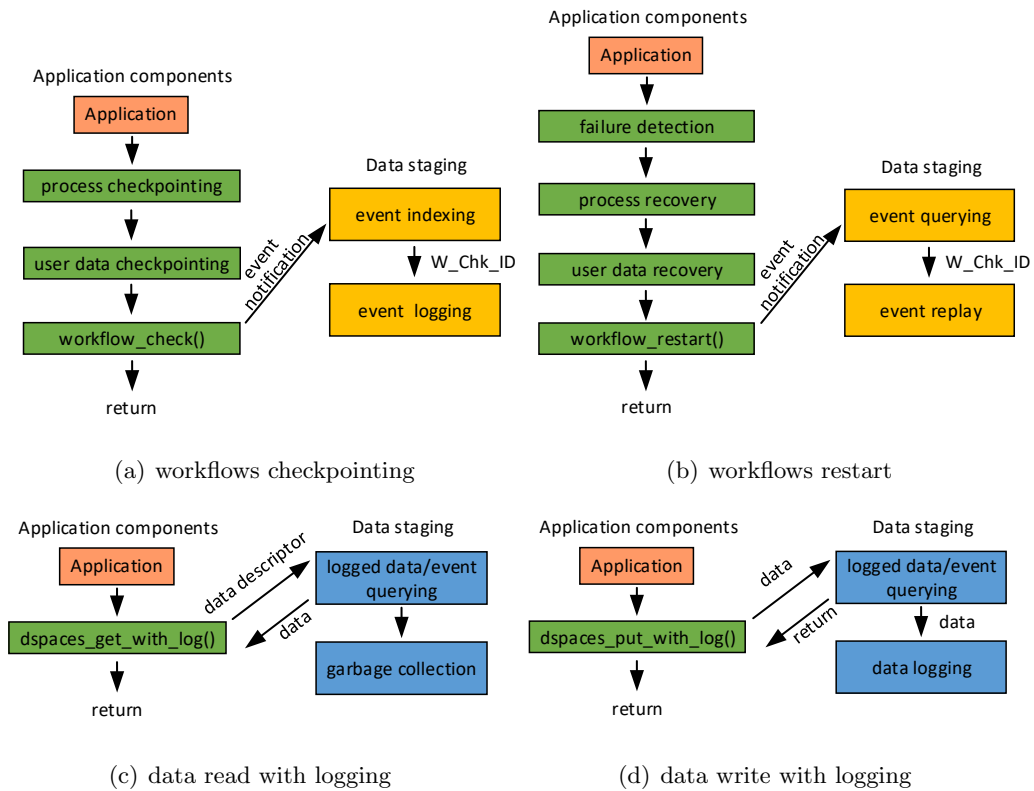 Application components
Application
process checkpointing
user data checkpointing
workflow_check()
return
event
notification
Data staging
event indexing
W_Chk_ID
event logging
(a) workflows checkpointing
Application components
Application
failure detection
process recovery
user data recovery
workflow_restart()
return
event
notification
Data staging
event querying
W_Chk_ID
event replay
(b) workflows restart
Application components
Application
dspaces_get_with_log()
return
data descriptor
data
Data staging
logged data/event
querying
garbage collection
(c) data read with logging
Application components
Application
dspaces_put_with_log()
return
data
return
Data staging
logged data/event
querying
data
data logging
(d) data write with logging